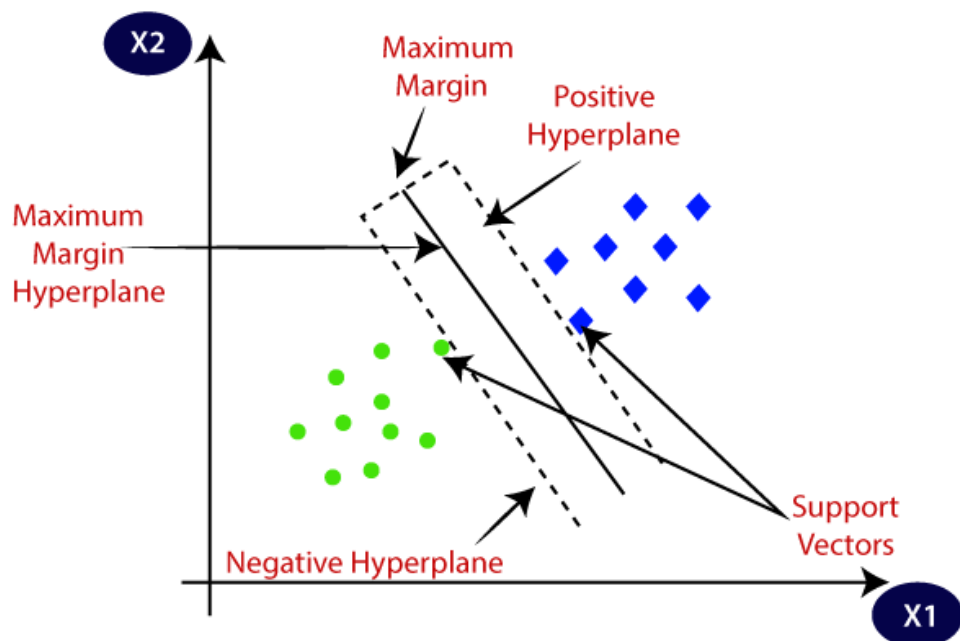 X2
Maximum
Margin
Positive
Hyperplane
Maximum
Margin
Hyperplane
Support
Vectors
Negative Hyperplane
X1